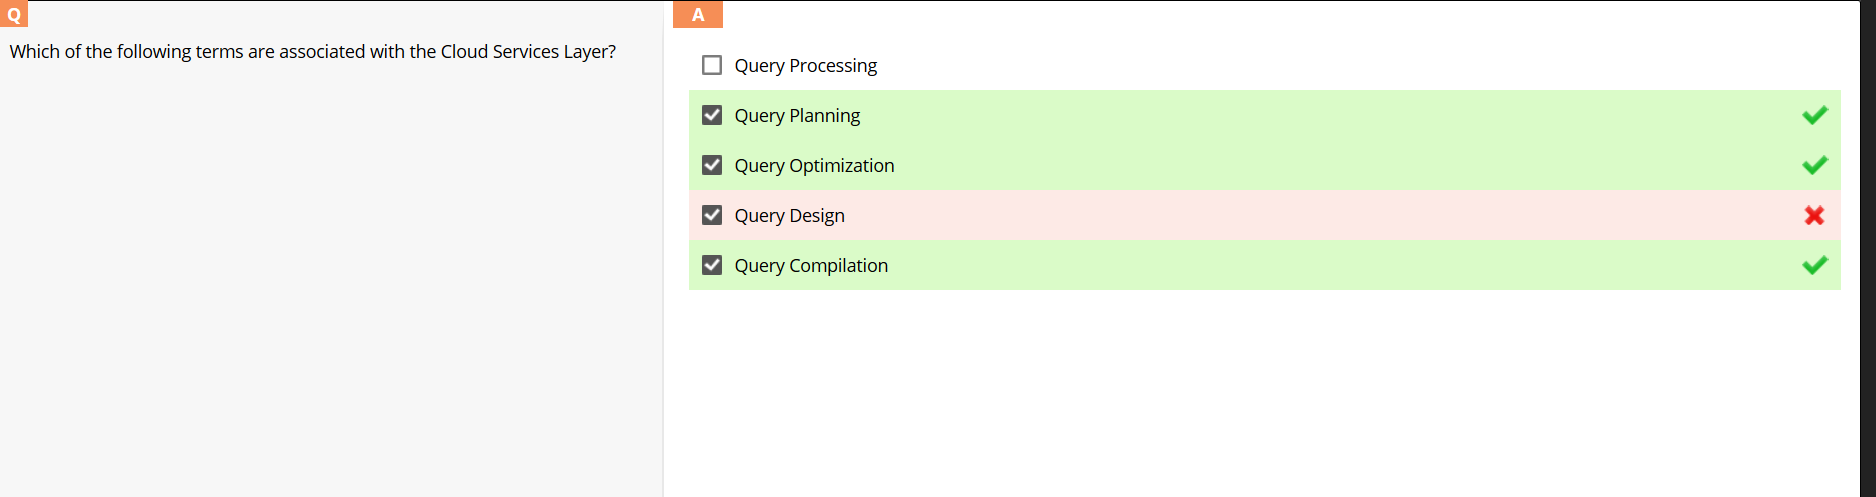 Q
Which of the following terms are associated with the Cloud Services Layer?
A
Query Processing
Query Planning
Query Optimization
Query Design
Query Compilation